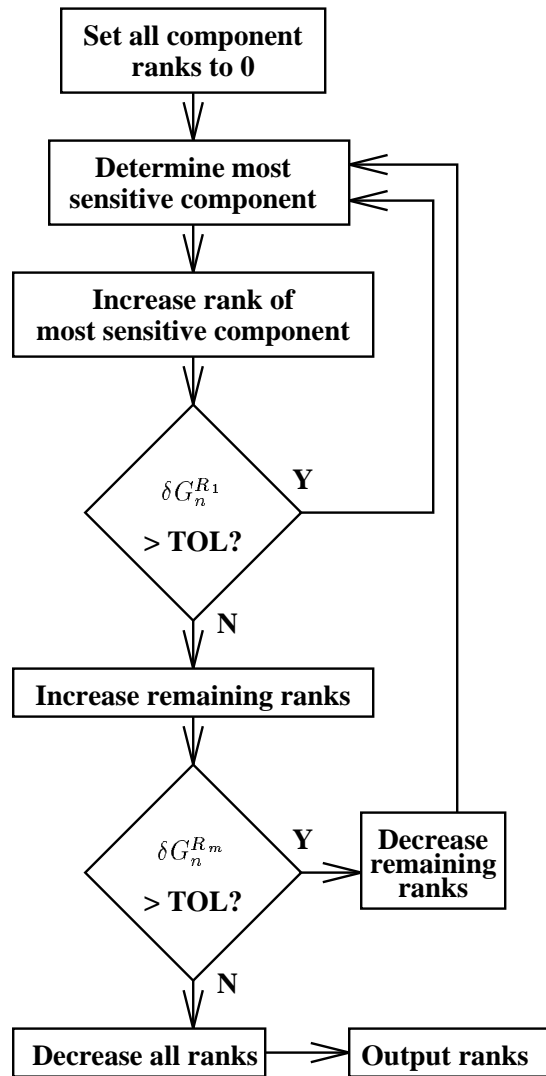 Set all component
ranks to 0
Determine most
sensitive component
Increase rank of
most sensitive component
δG_n^{R_1}
> TOL?
Y
N
Increase remaining ranks
δG_n^{R_m}
> TOL?
Y
Decrease
remaining
ranks
N
Decrease all ranks
Output ranks